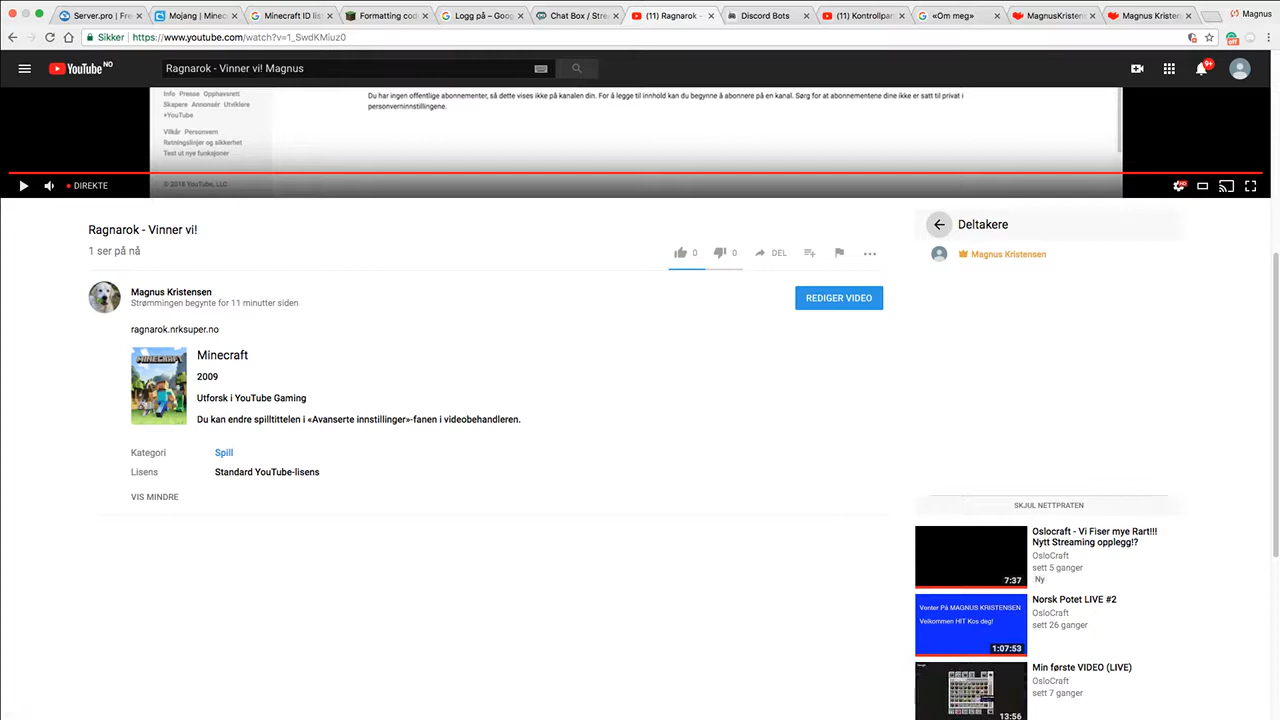 Server.pro | Fre
Mojang | Minec
Minecraft ID
Formatting cod
Logg på – Goog
Chat Box / Stre
(11) Ragnarok -
Discord Bots
(11) Kontrollpar
«Om meg»
MagnusKristen
Magnus Kristen
Magnus
Sikker
https://www.youtube.com/watch?v=1_SwdKMiuz0
off
YouTube NO
Ragnarok - Vinner vi! Magnus
9+
Info Presse Opphavsrett
Skapere Annonsér Utviklere
+YouTube
Vilkår Personvern
Retningslinjer og sikkerhet
Test ut nye funksjoner
© 2018 YouTube, LLC
Du har ingen offentlige abonnementer, så dette vises ikke på kanalen din. For å legge til innhold kan du begynne å abonnere på en kanal. Sørg for at abonnementene dine ikke er satt til privat i
personverninnstillingene.
DIREKTE
Ragnarok - Vinner vi!
1 ser på nå
0
0
DEL
Magnus Kristensen
Strømmingen begynte for 11 minutter siden
REDIGER VIDEO
ragnarok.nrksuper.no
MINECRAFT
Minecraft
2009
Utforsk i YouTube Gaming
Du kan endre spilltittelen i «Avanserte innstillinger»-fanen i videobehandleren.
Kategori
Spill
Lisens
Standard YouTube-lisens
VIS MINDRE
Deltakere
Magnus Kristensen
SKJUL NETTPRATEN
7:37
Oslocraft - Vi Fiser mye Rart!!!
Nytt Streaming opplegg!?
OsloCraft
sett 5 ganger
Ny
Venter På MAGNUS KRISTENSEN
Velkommen HIT Kos deg!
1:07:53
Norsk Potet LIVE #2
OsloCraft
sett 26 ganger
13:56
Min første VIDEO (LIVE)
OsloCraft
sett 7 ganger